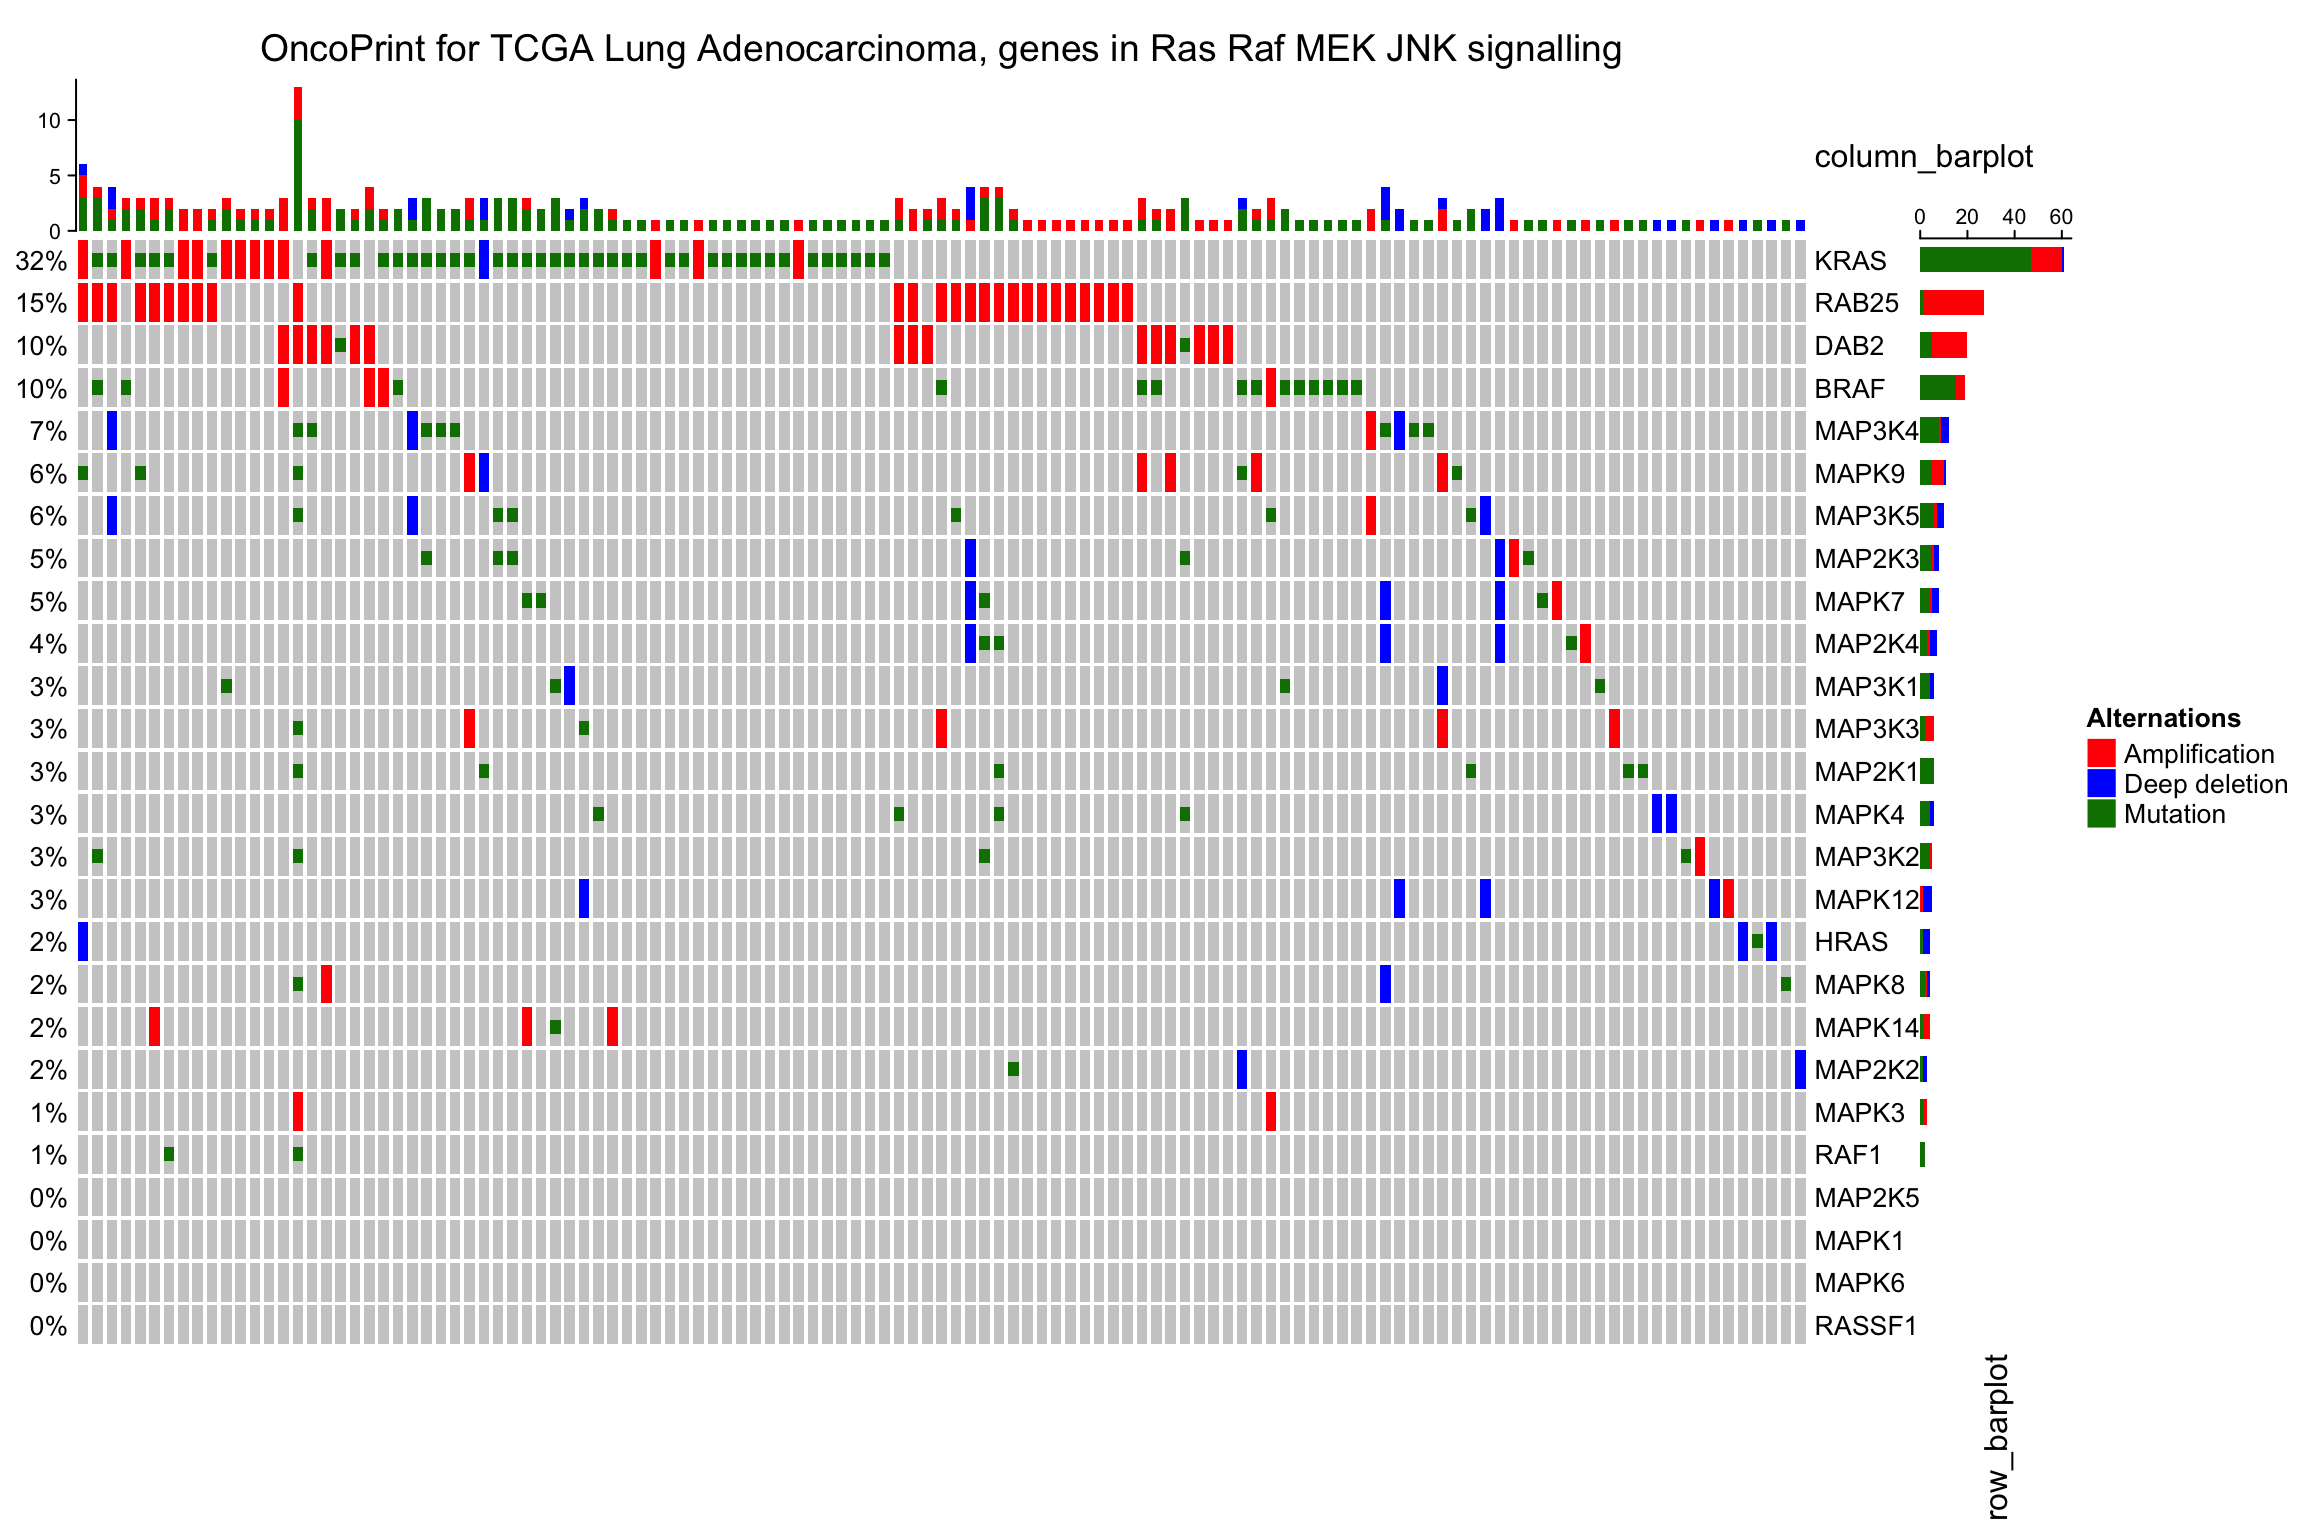 OncoPrint for TCGA Lung Adenocarcinoma, genes in Ras Raf MEK JNK signalling
10
5
0
column_barplot
0 20 40 60
32% KRAS
15% RAB25
10% DAB2
10% BRAF
7% MAP3K4
6% MAPK9
6% MAP3K5
5% MAP2K3
5% MAPK7
4% MAP2K4
3% MAP3K1
3% MAP3K3
3% MAP2K1
3% MAPK4
3% MAP3K2
3% MAPK12
2% HRAS
2% MAPK8
2% MAPK14
2% MAP2K2
1% MAPK3
1% RAF1
0% MAP2K5
0% MAPK1
0% MAPK6
0% RASSF1
Alternations
Amplification
Deep deletion
Mutation
row_barplot